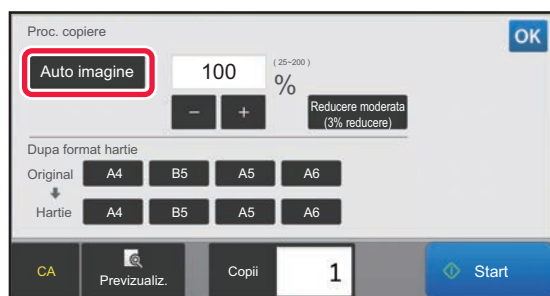 Proc. copiere
OK
Auto imagine
100
(25~200)
%
-
+
Reducere moderata
(3% reducere)
Dupa format hartie
Original
A4
B5
A5
A6
Hartie
A4
B5
A5
A6
CA
Previzualiz.
Copii
1
Start